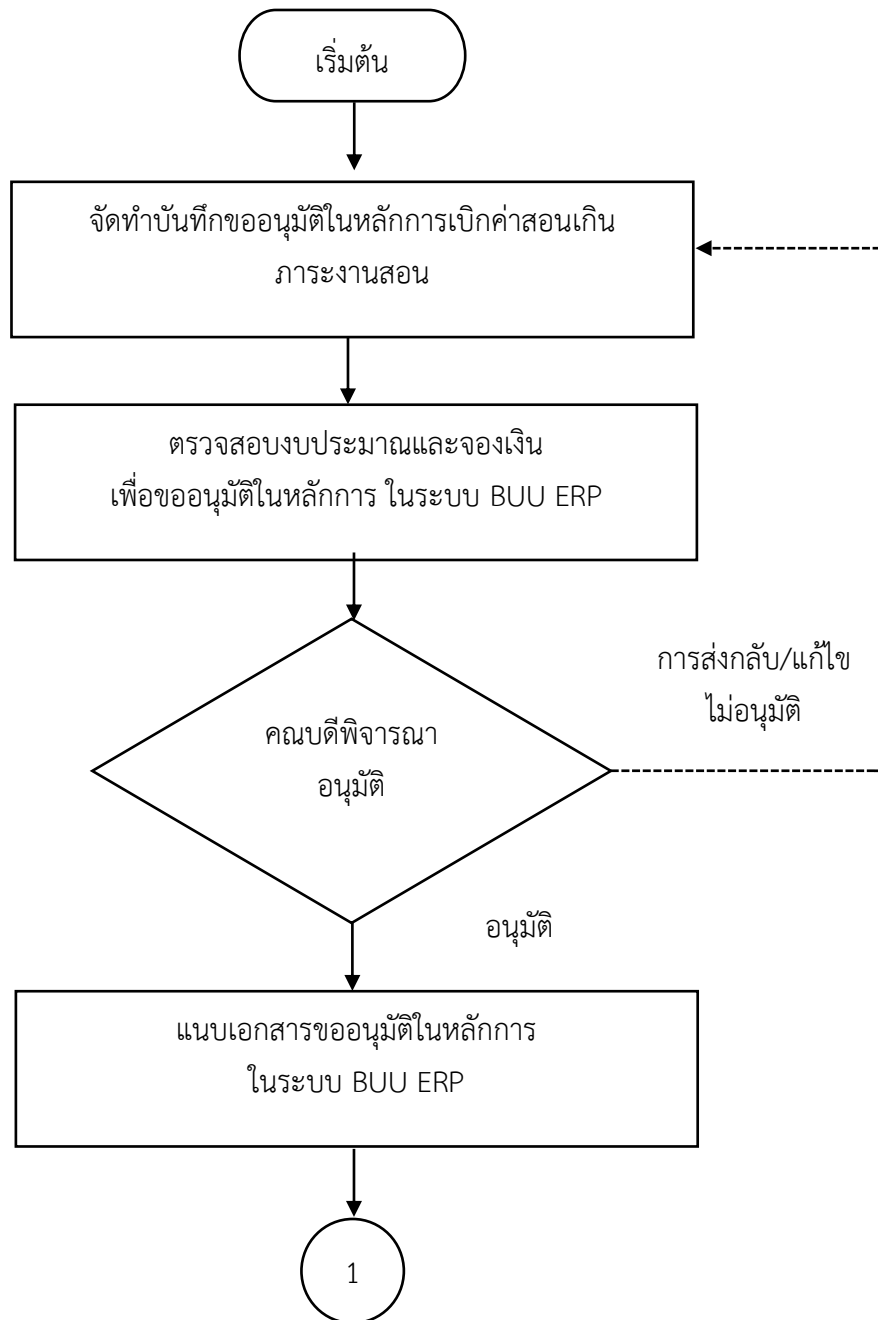 เริ่มต้น
จัดทำบันทึกขออนุมัติในหลักการเบิกค่าสอนเกิน
ภาระงานสอน
ตรวจสอบงบประมาณและจองเงิน
เพื่อขออนุมัติในหลักการ ในระบบ BUU ERP
การส่งกลับ/แก้ไข
ไม่อนุมัติ
คณบดีพิจารณา
อนุมัติ
อนุมัติ
แนบเอกสารขออนุมัติในหลักการ
ในระบบ BUU ERP
1